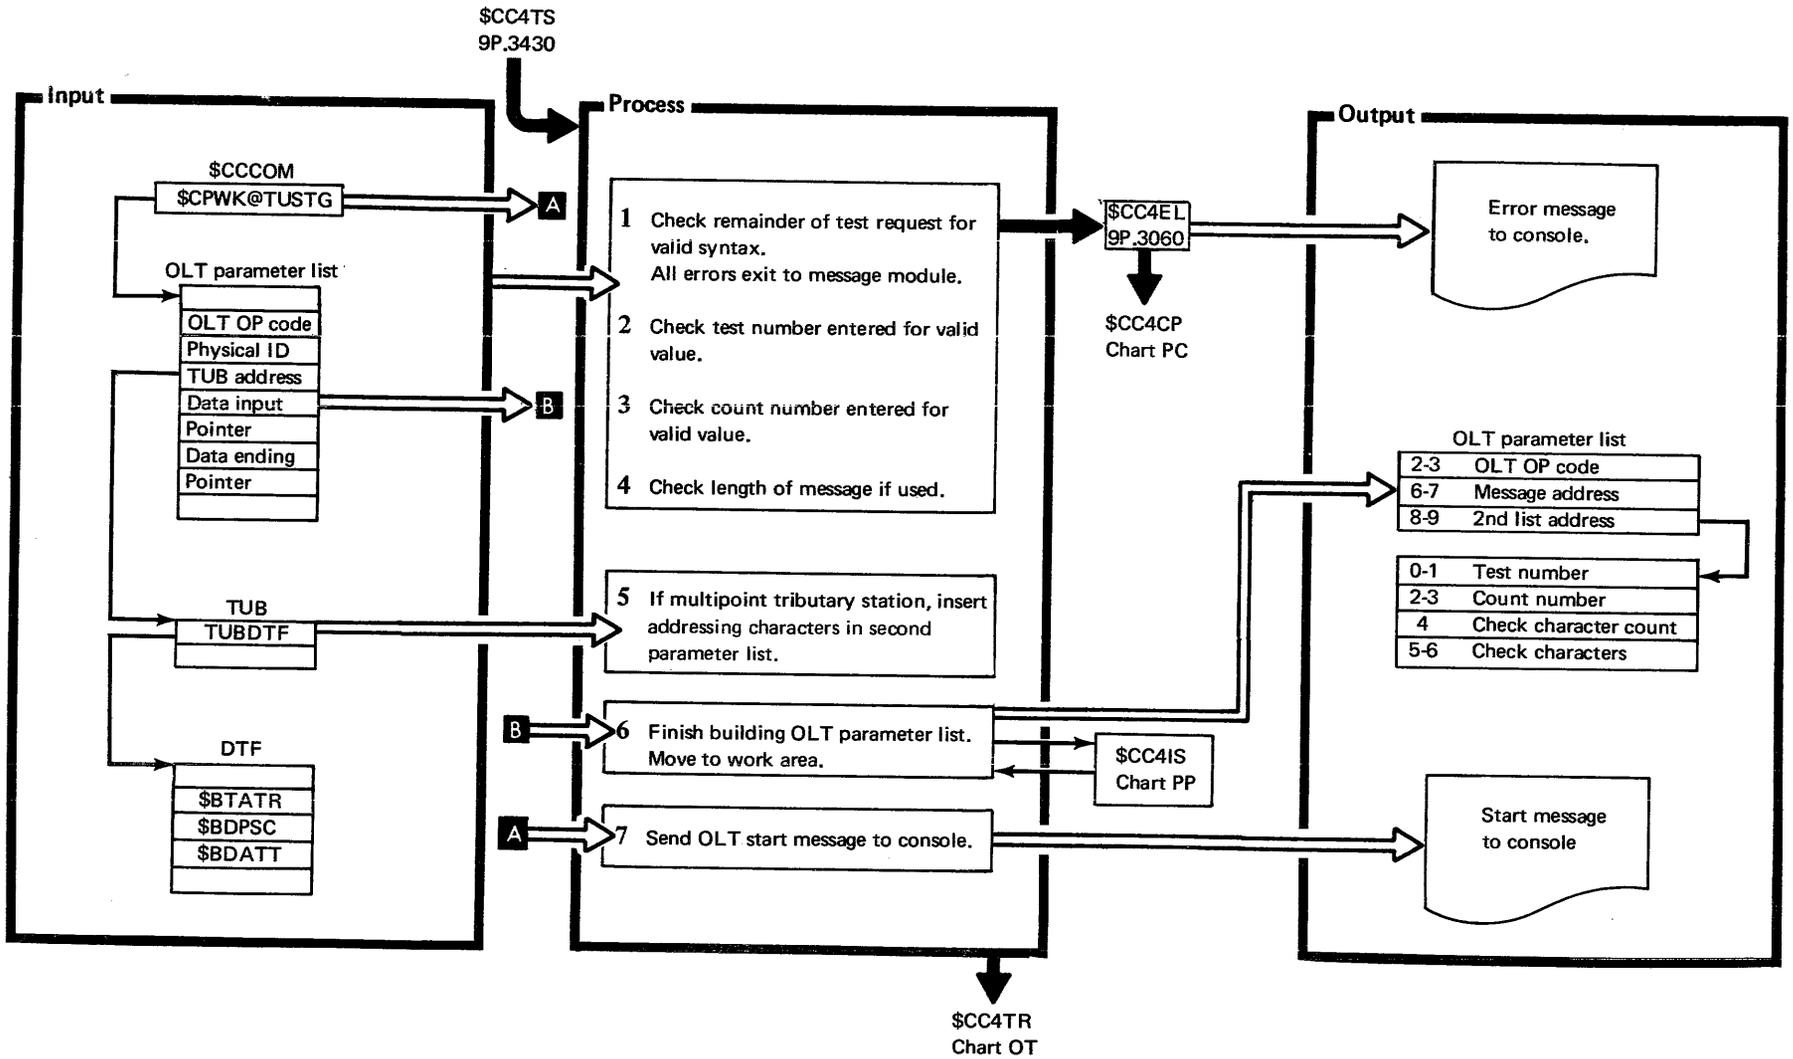 $CC4TS
9P.3430
Input
$CCCOM
$CPWK@TUSTG
A
OLT parameter list
OLT OP code
Physical ID
TUB address
Data input
B
Pointer
Data ending
Pointer
TUB
TUBDTF
DTF
$BTATR
$BDPSC
$BDATT
Process
1 Check remainder of test request for
valid syntax.
All errors exit to message module.
2 Check test number entered for valid
value.
3 Check count number entered for
valid value.
4 Check length of message if used.
5 If multipoint tributary station, insert
addressing characters in second
parameter list.
B
6 Finish building OLT parameter list.
Move to work area.
A
7 Send OLT start message to console.
$CC4EL
9P.3060
$CC4CP
Chart PC
$CC4IS
Chart PP
$CC4TR
Chart OT
Output
Error message
to console.
OLT parameter list
2-3 OLT OP code
6-7 Message address
8-9 2nd list address
0-1 Test number
2-3 Count number
4 Check character count
5-6 Check characters
Start message
to console